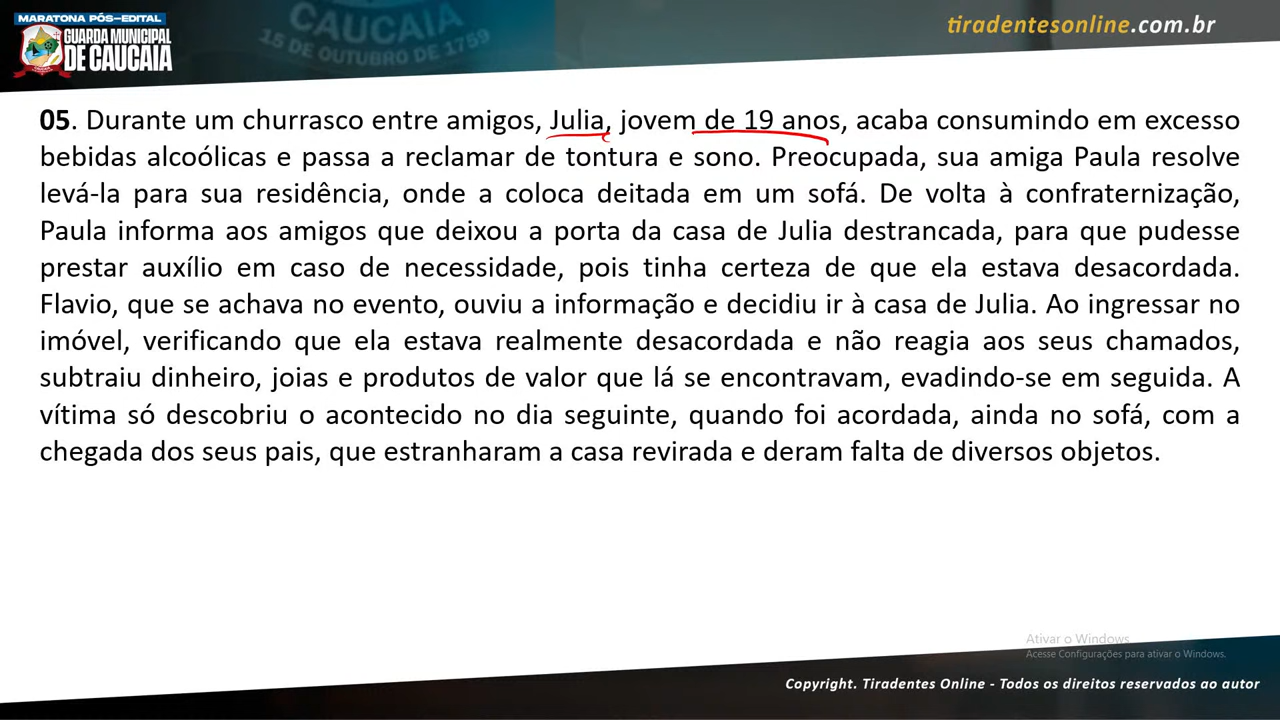 MARATONA PÓS-EDITAL
GUARDA MUNICIPAL
DE CAUCAIA
CAUCAIA
15 DE OUTUBRO DE 1759
tiradentesonline.com.br
05. Durante um churrasco entre amigos, Julia, jovem de 19 anos, acaba consumindo em excesso
bebidas alcoólicas e passa a reclamar de tontura e sono. Preocupada, sua amiga Paula resolve
levá-la para sua residência, onde a coloca deitada em um sofá. De volta à confraternização,
Paula informa aos amigos que deixou a porta da casa de Julia destrancada, para que pudesse
prestar auxílio em caso de necessidade, pois tinha certeza de que ela estava desacordada.
Flavio, que se achava no evento, ouviu a informação e decidiu ir à casa de Julia. Ao ingressar no
imóvel, verificando que ela estava realmente desacordada e não reagia aos seus chamados,
subtraiu dinheiro, joias e produtos de valor que lá se encontravam, evadindo-se em seguida. A
vítima só descobriu o acontecido no dia seguinte, quando foi acordada, ainda no sofá, com a
chegada dos seus pais, que estranharam a casa revirada e deram falta de diversos objetos.
Ativar o Windows
Acesse Configurações para ativar o Windows.
Copyright. Tiradentes Online - Todos os direitos reservados ao autor